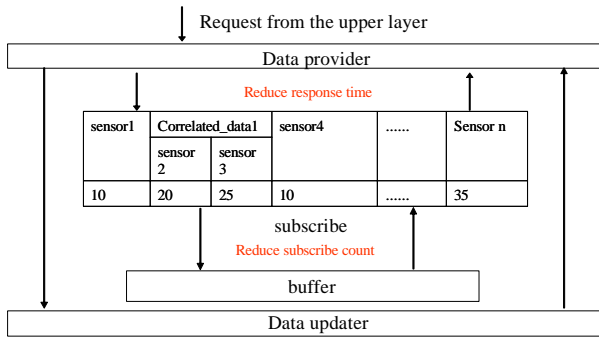 Request from the upper layer
Data provider
Reduce response time
sensor1 Correlated_data1 sensor4 ...... Sensor n
sensor 2 sensor 3
10 20 25 10 ...... 35
subscribe
Reduce subscribe count
buffer
Data updater